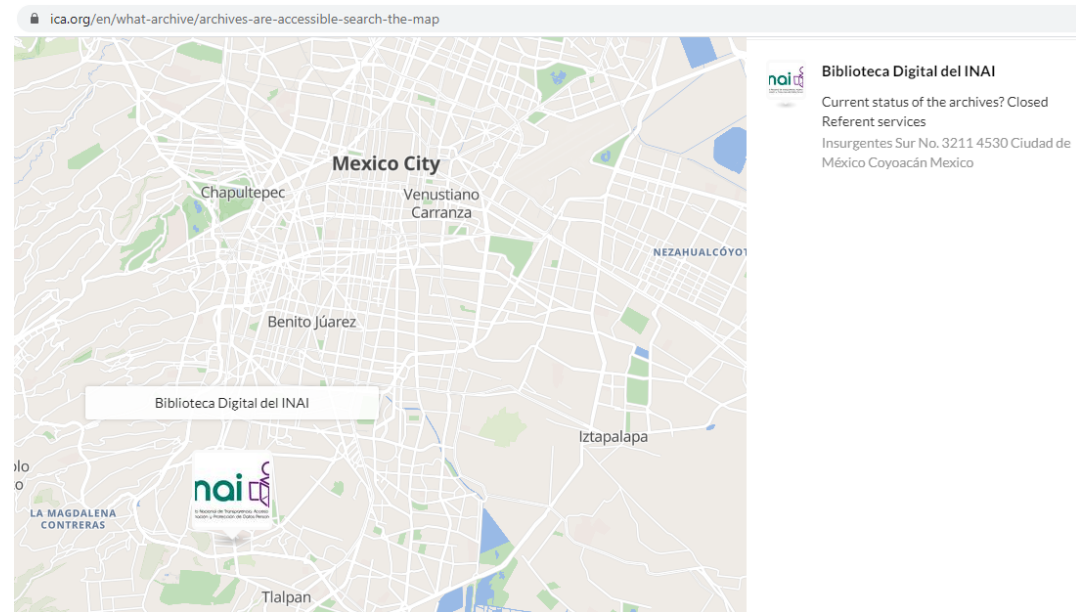 ica.org/en/what-archive/archives-are-accessible-search-the-map
Mexico City
Chapultepec
Venustiano
Carranza
NEZAHUALCÓYOT
Benito Júarez
Biblioteca Digital del INAI
Iztapalapa
LA MAGDALENA
CONTRERAS
nai
Tlalpan
nai
Biblioteca Digital del INAI
Current status of the archives? Closed
Referent services
Insurgentes Sur No. 3211 4530 Ciudad de
México Coyoacán Mexico